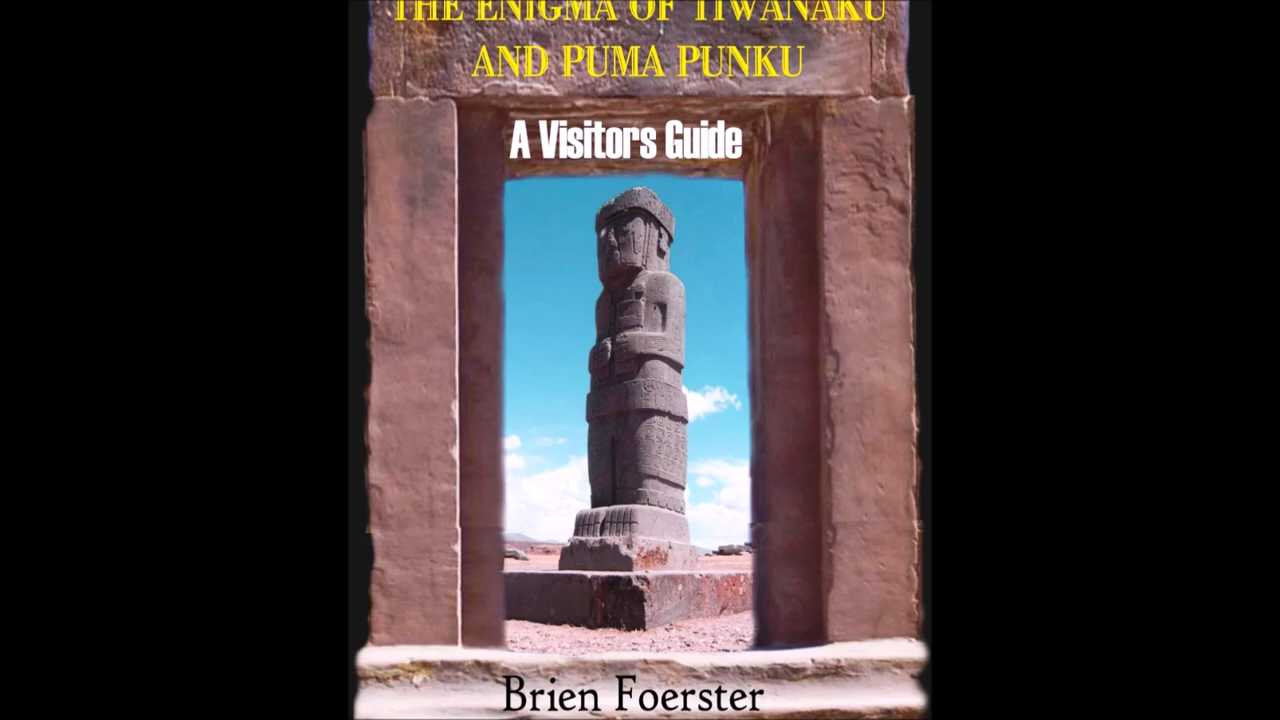 THE ENIGMA OF TIWANAKU
AND PUMA PUNKU
A Visitors Guide
Brien Foerster